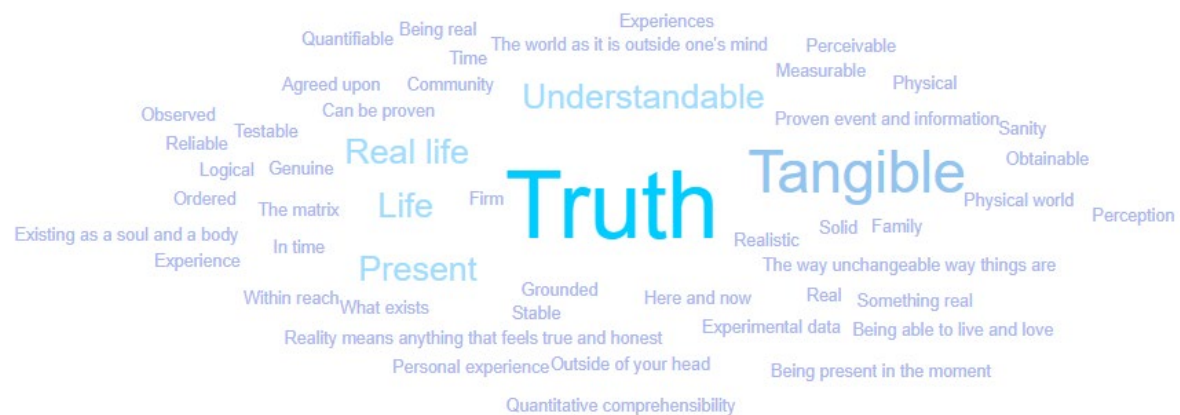 Experiences
Quantifiable
Being real
The world as it is outside one's mind
Perceivable
Time
Measurable
Agreed upon
Community
Understandable
Physical
Observed
Can be proven
Proven event and information
Sanity
Testable
Reliable
Real life
Tangible
Obtainable
Logical
Genuine
Ordered
The matrix
Life
Firm
Truth
Physical world
Perception
Existing as a soul and a body
In time
Realistic
Solid
Family
Experience
Present
The way unchangeable way things are
Within reach
What exists
Grounded
Stable
Here and now
Real
Something real
Reality means anything that feels true and honest
Experimental data
Being able to live and love
Personal experience
Outside of your head
Being present in the moment
Quantitative comprehensibility